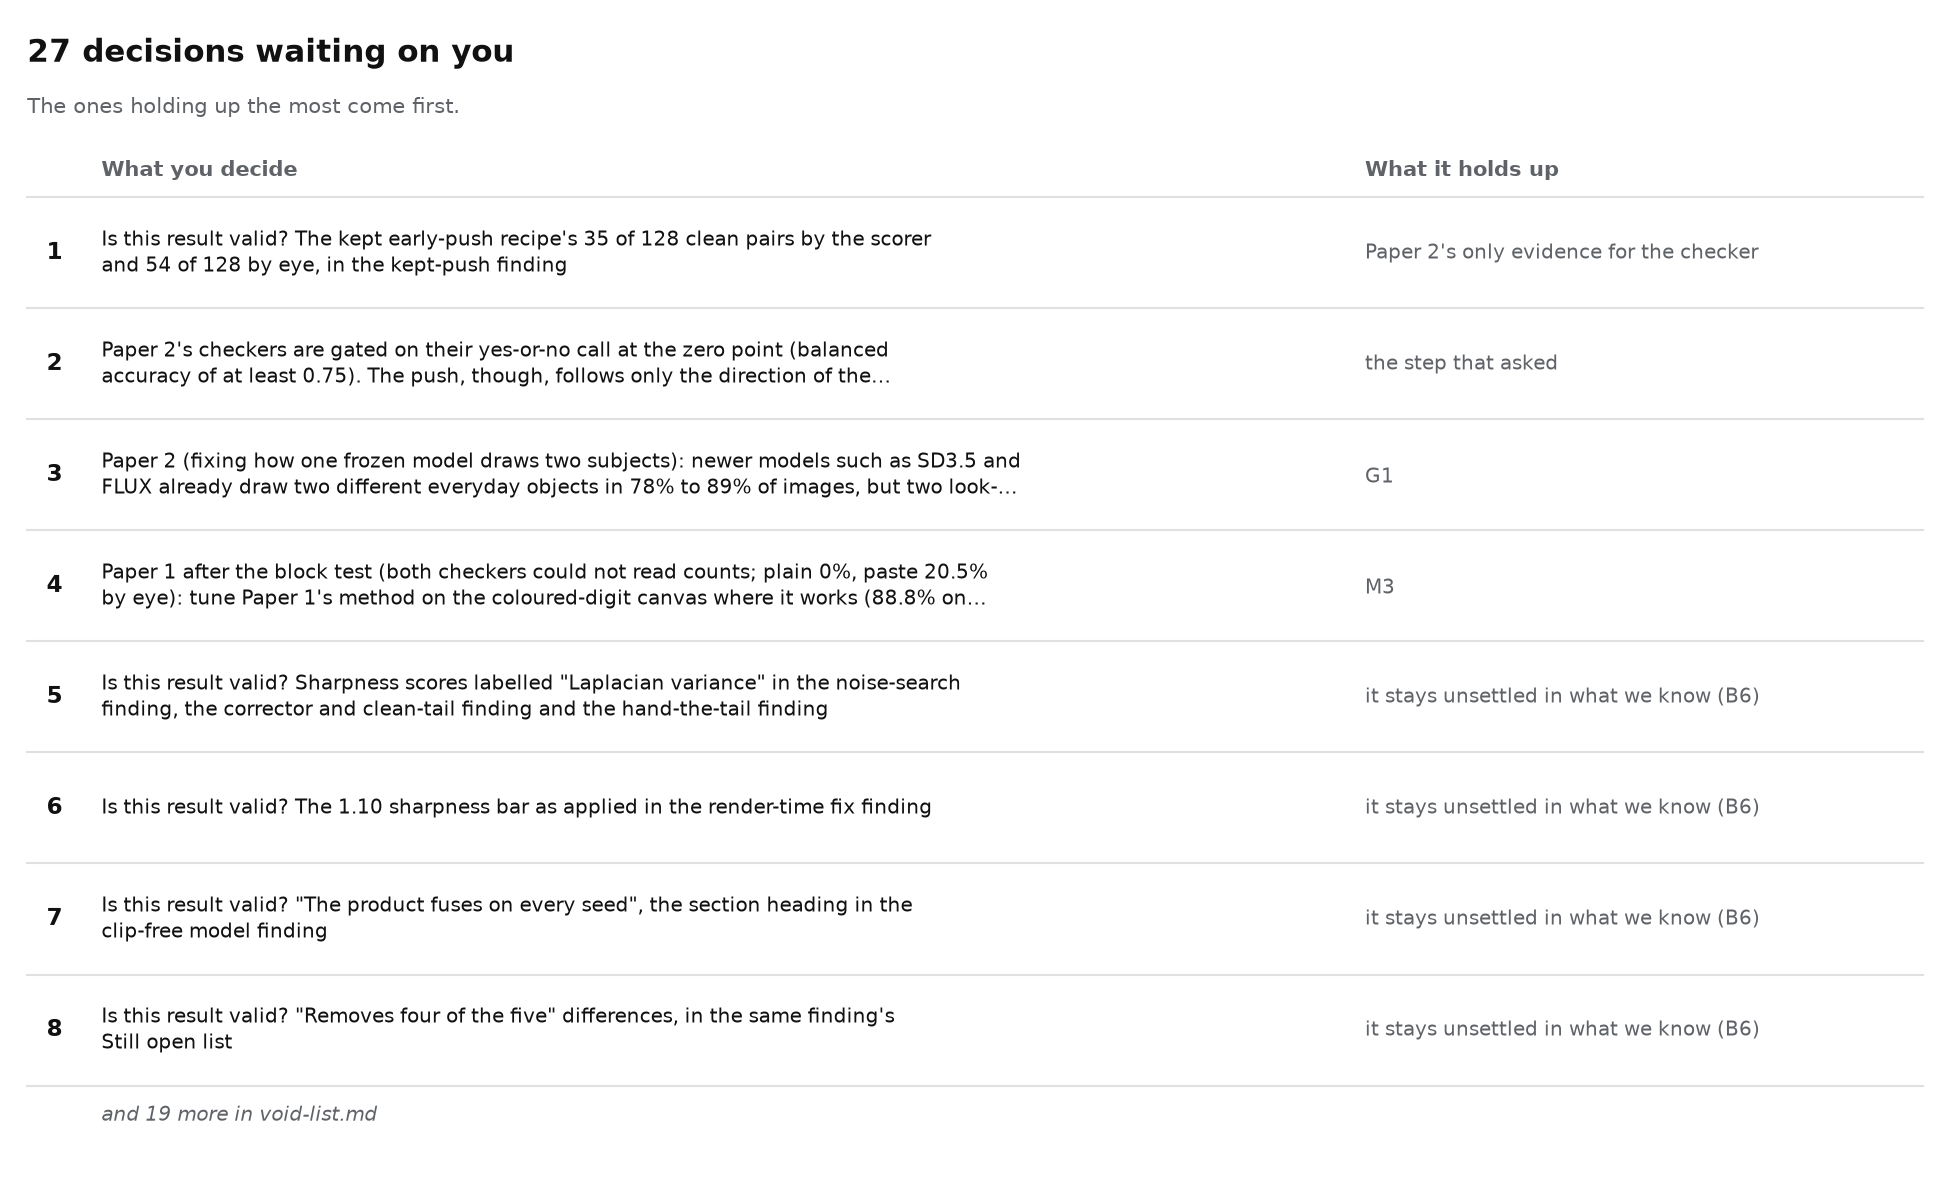 27 decisions waiting on you
The ones holding up the most come first.
What you decide
What it holds up
1
Is this result valid? The kept early-push recipe's 35 of 128 clean pairs by the scorer
and 54 of 128 by eye, in the kept-push finding
Paper 2's only evidence for the checker
2
Paper 2's checkers are gated on their yes-or-no call at the zero point (balanced
accuracy of at least 0.75). The push, though, follows only the direction of the…
the step that asked
3
Paper 2 (fixing how one frozen model draws two subjects): newer models such as SD3.5 and
FLUX already draw two different everyday objects in 78% to 89% of images, but two look-…
G1
4
Paper 1 after the block test (both checkers could not read counts; plain 0%, paste 20.5%
by eye): tune Paper 1's method on the coloured-digit canvas where it works (88.8% on…
M3
5
Is this result valid? Sharpness scores labelled "Laplacian variance" in the noise-search
finding, the corrector and clean-tail finding and the hand-the-tail finding
it stays unsettled in what we know (B6)
6
Is this result valid? The 1.10 sharpness bar as applied in the render-time fix finding
it stays unsettled in what we know (B6)
7
Is this result valid? "The product fuses on every seed", the section heading in the
clip-free model finding
it stays unsettled in what we know (B6)
8
Is this result valid? "Removes four of the five" differences, in the same finding's
Still open list
it stays unsettled in what we know (B6)
and 19 more in void-list.md